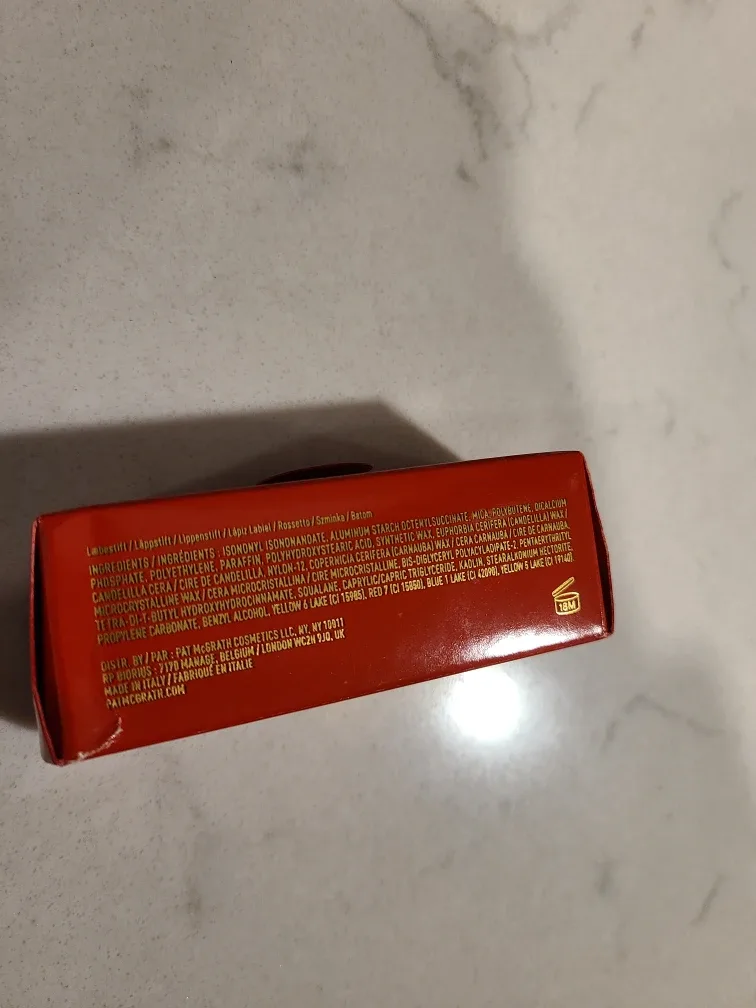 Læbestift / Läppstift / Lippenstift / Lápiz Labial / Rossetto / Szminka / Batom
INGREDIENTS / INGRÉDIENTS : ISONONYL ISONONANOATE, ALUMINUM STARCH OCTENYLSUCCINATE, MICA, POLYBUTENE, DICALCIUM
PHOSPHATE, POLYETHYLENE, PARAFFIN, POLYHYDROXYSTEARIC ACID, SYNTHETIC WAX, EUPHORBIA CERIFERA (CANDELILLA) WAX /
CANDELILLA CERA / CIRE DE CANDELILLA, NYLON-12, COPERNICIA CERIFERA (CARNAUBA) WAX / CERA CARNAUBA / CIRE DE CARNAUBA,
MICROCRYSTALLINE WAX / CERA MICROCRISTALLINA / CIRE MICROCRISTALLINE, BIS-DIGLYCERYL POLYACYLADIPATE-2, PENTAERYTHRITYL
TETRA-DI-T-BUTYL HYDROXYHYDROCINNAMATE, SQUALANE, CAPRYLIC/CAPRIC TRIGLYCERIDE, KAOLIN, STEARALKONIUM HECTORITE,
PROPYLENE CARBONATE, BENZYL ALCOHOL, YELLOW 6 LAKE (CI 15985), RED 7 (CI 15850), BLUE 1 LAKE (CI 42090), YELLOW 5 LAKE (CI 19140).
DISTR. BY / PAR : PAT McGRATH COSMETICS LLC, NY, NY 10011
RP BIORIUS : 7170 MANAGE, BELGIUM / LONDON WC2H 9JQ, UK
MADE IN ITALY / FABRIQUÉ EN ITALIE
PATMCGRATH.COM
18M